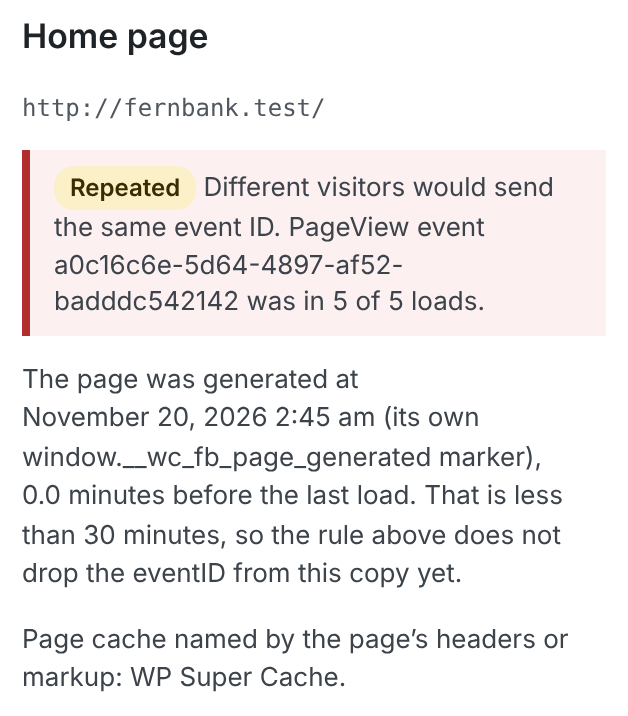 Home page
http://fernbank.test/
Repeated Different visitors would send
the same event ID. PageView event
a0c16c6e-5d64-4897-af52-
badddc542142 was in 5 of 5 loads.
The page was generated at
November 20, 2026 2:45 am (its own
window.__wc_fb_page_generated marker),
0.0 minutes before the last load. That is less
than 30 minutes, so the rule above does not
drop the eventID from this copy yet.
Page cache named by the page’s headers or
markup: WP Super Cache.